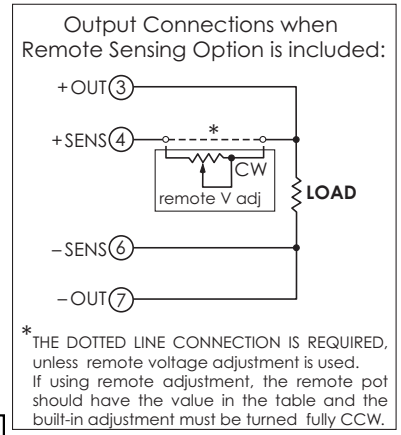 Output Connections when
Remote Sensing Option is included:
+OUT 3
+SENS 4
*
CW
remote V adj
LOAD
–SENS 6
–OUT 7
*THE DOTTED LINE CONNECTION IS REQUIRED,
unless remote voltage adjustment is used.
If using remote adjustment, the remote pot
should have the value in the table and the
built-in adjustment must be turned fully CCW.